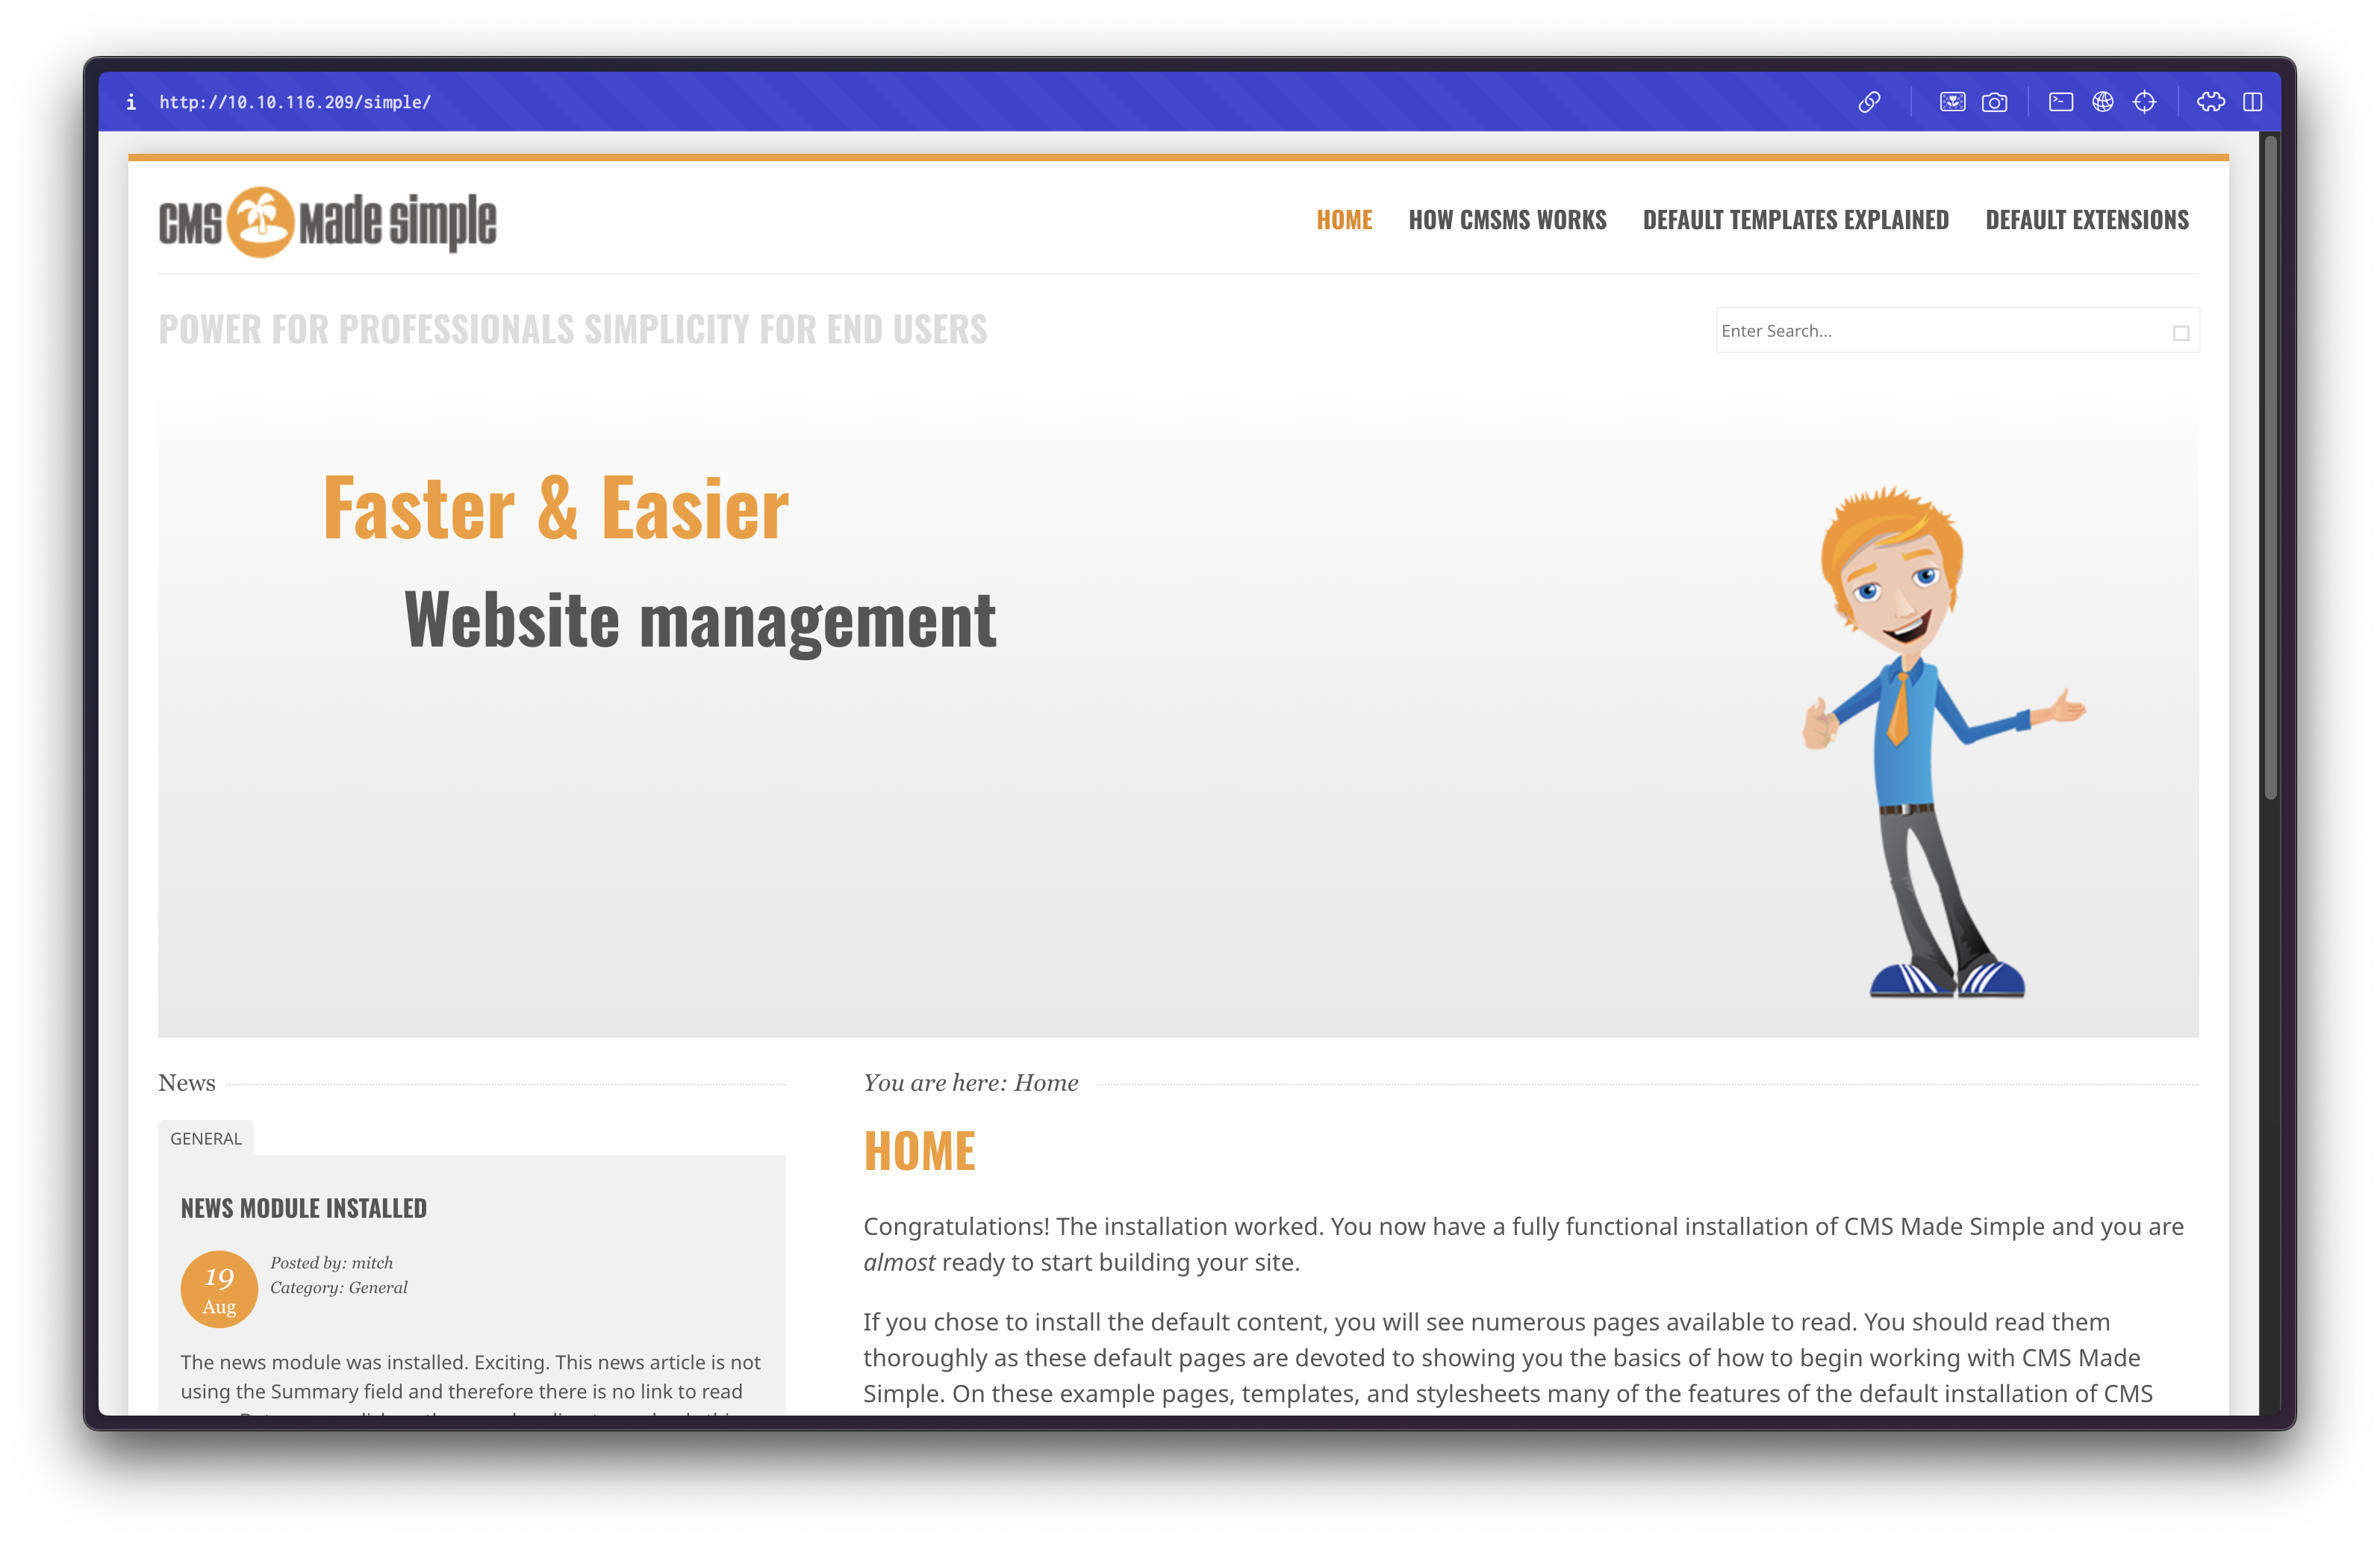 i http://10.10.116.209/simple/
CMS Made Simple
HOME HOW CMSMS WORKS DEFAULT TEMPLATES EXPLAINED DEFAULT EXTENSIONS
POWER FOR PROFESSIONALS SIMPLICITY FOR END USERS
Enter Search...
Faster & Easier
Website management
News
GENERAL
NEWS MODULE INSTALLED
19
Aug
Posted by: mitch
Category: General
The news module was installed. Exciting. This news article is not
using the Summary field and therefore there is no link to read
You are here: Home
HOME
Congratulations! The installation worked. You now have a fully functional installation of CMS Made Simple and you are
almost ready to start building your site.
If you chose to install the default content, you will see numerous pages available to read. You should read them
thoroughly as these default pages are devoted to showing you the basics of how to begin working with CMS Made
Simple. On these example pages, templates, and stylesheets many of the features of the default installation of CMS